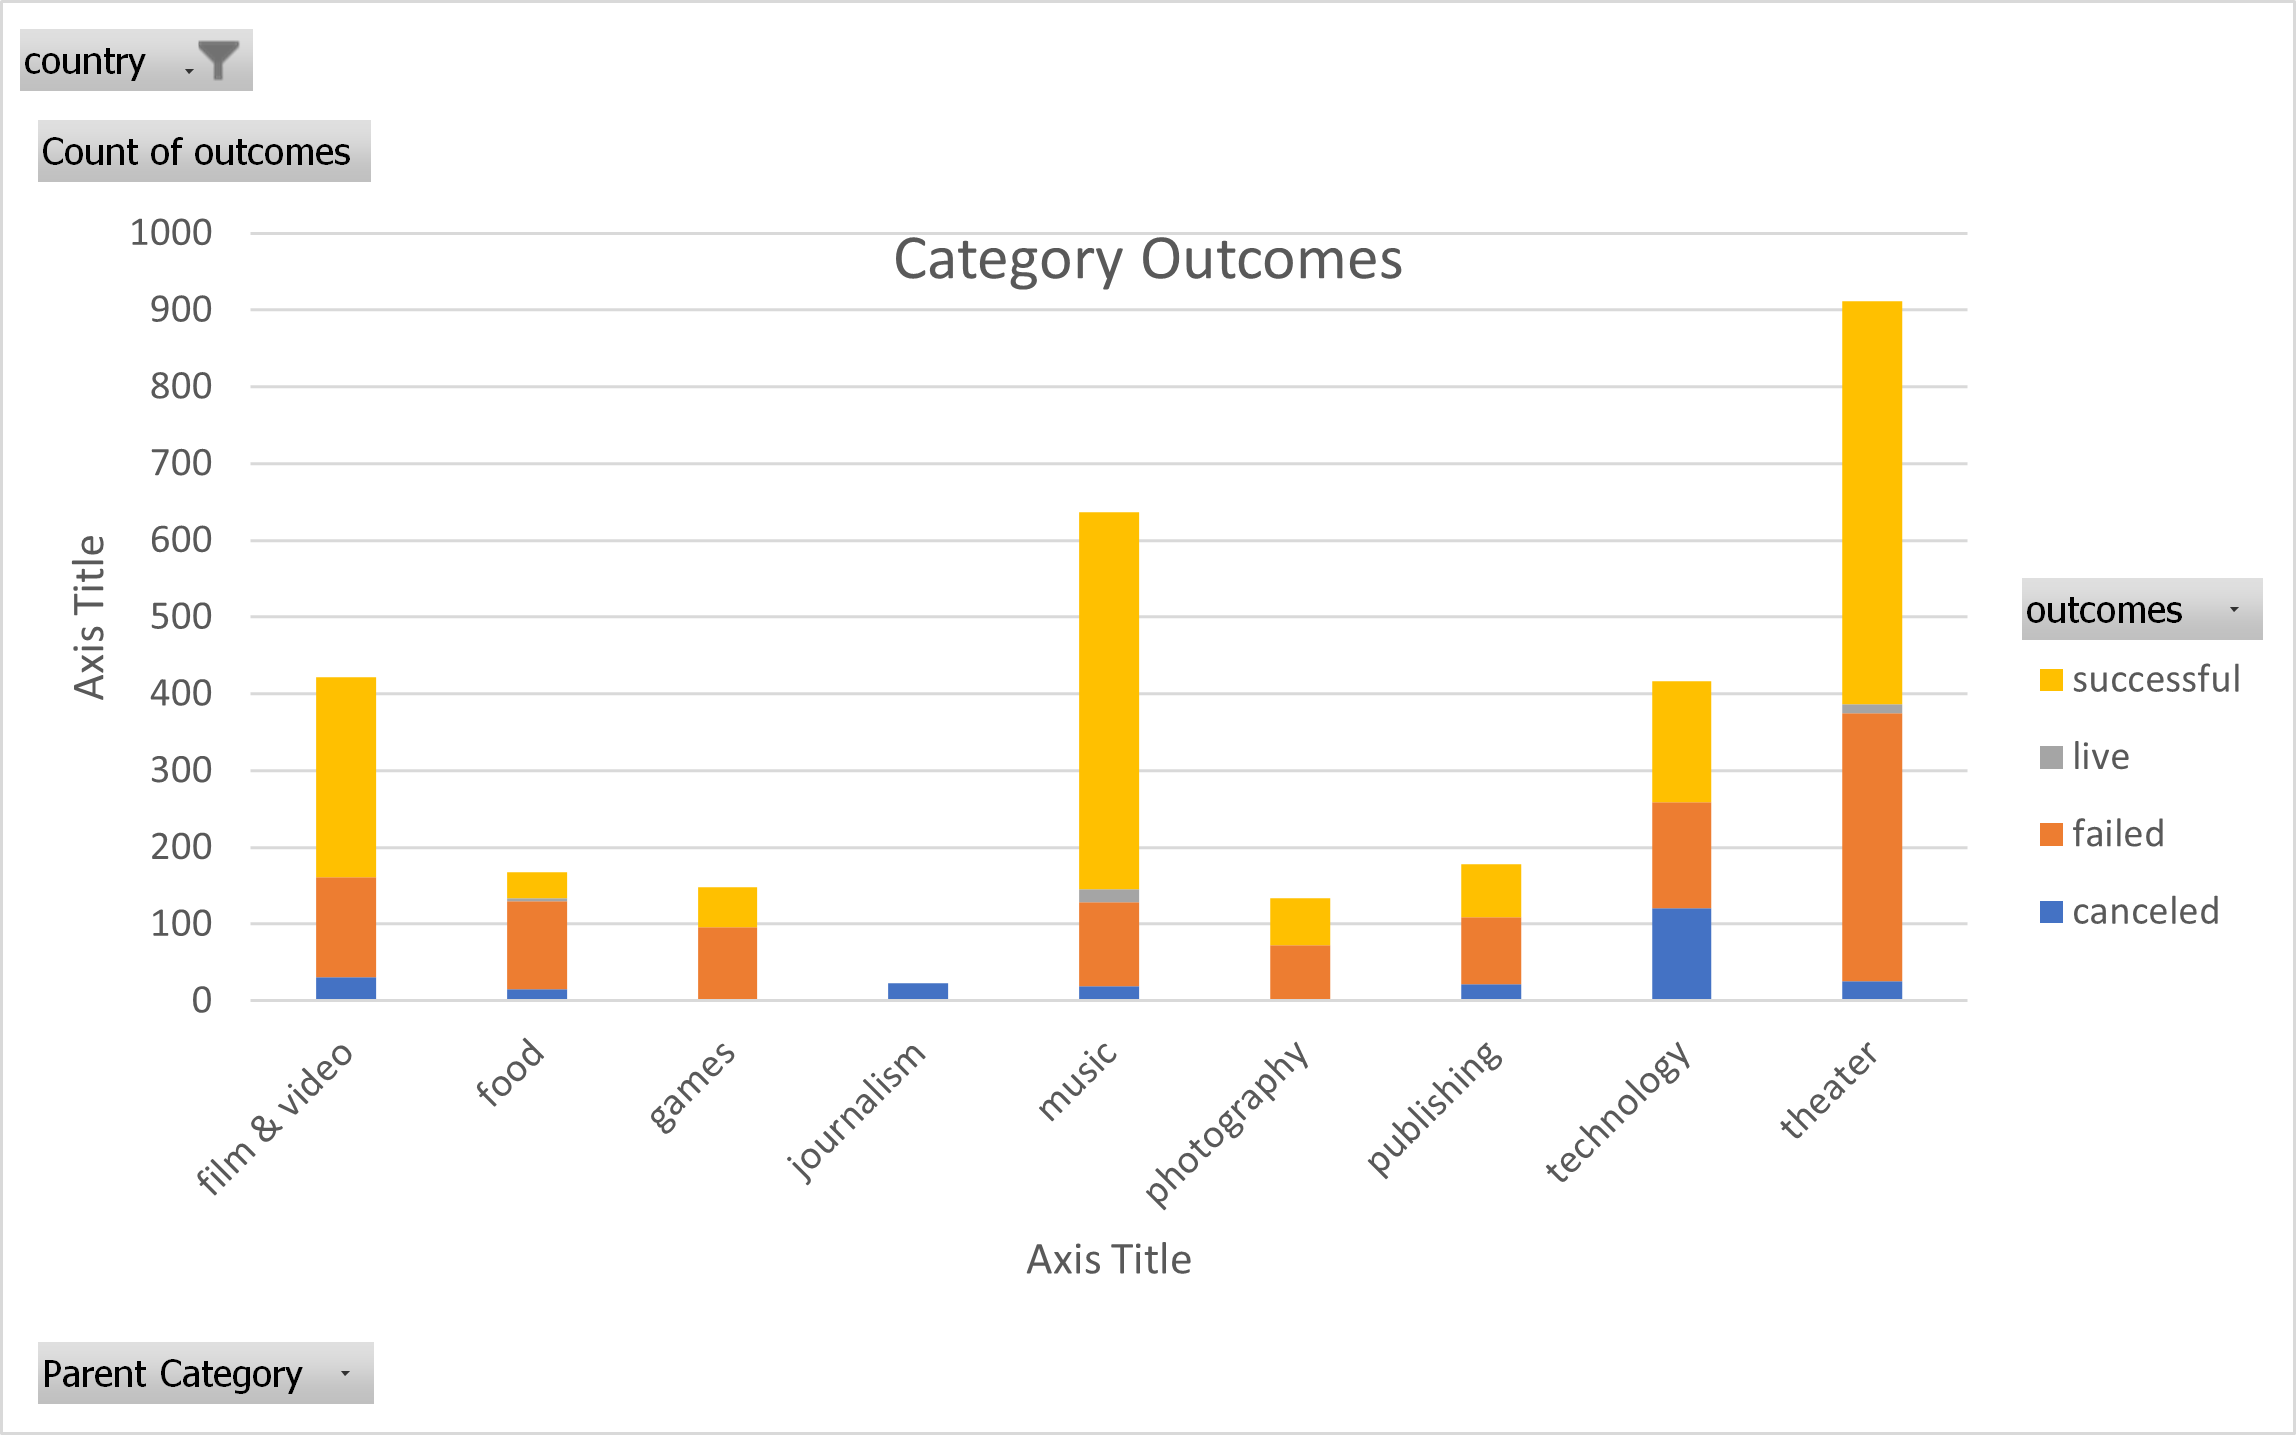 country
Count of outcomes
Category Outcomes
1000
900
800
700
600
500
400
300
200
100
0
Axis Title
film & video
food
games
journalism
music
photography
publishing
technology
theater
Axis Title
outcomes
successful
live
failed
canceled
Parent Category